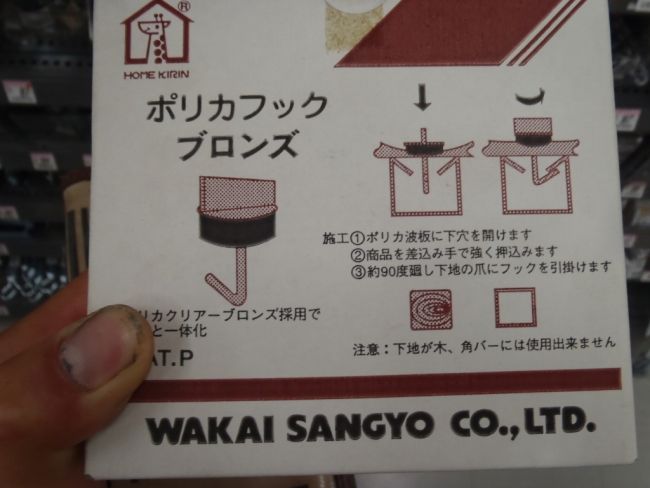 ®
HOME KIRIN
ポリカフック
ブロンズ
施工①ポリカ波板に下穴を開けます
②商品を差込み手で強く押込みます
③約90度廻し下地の爪にフックを引掛けます
リカクリアーブロンズ採用で
と一体化
AT.P
注意：下地が木、角バーには使用出来ません
WAKAI SANGYO CO.,LTD.